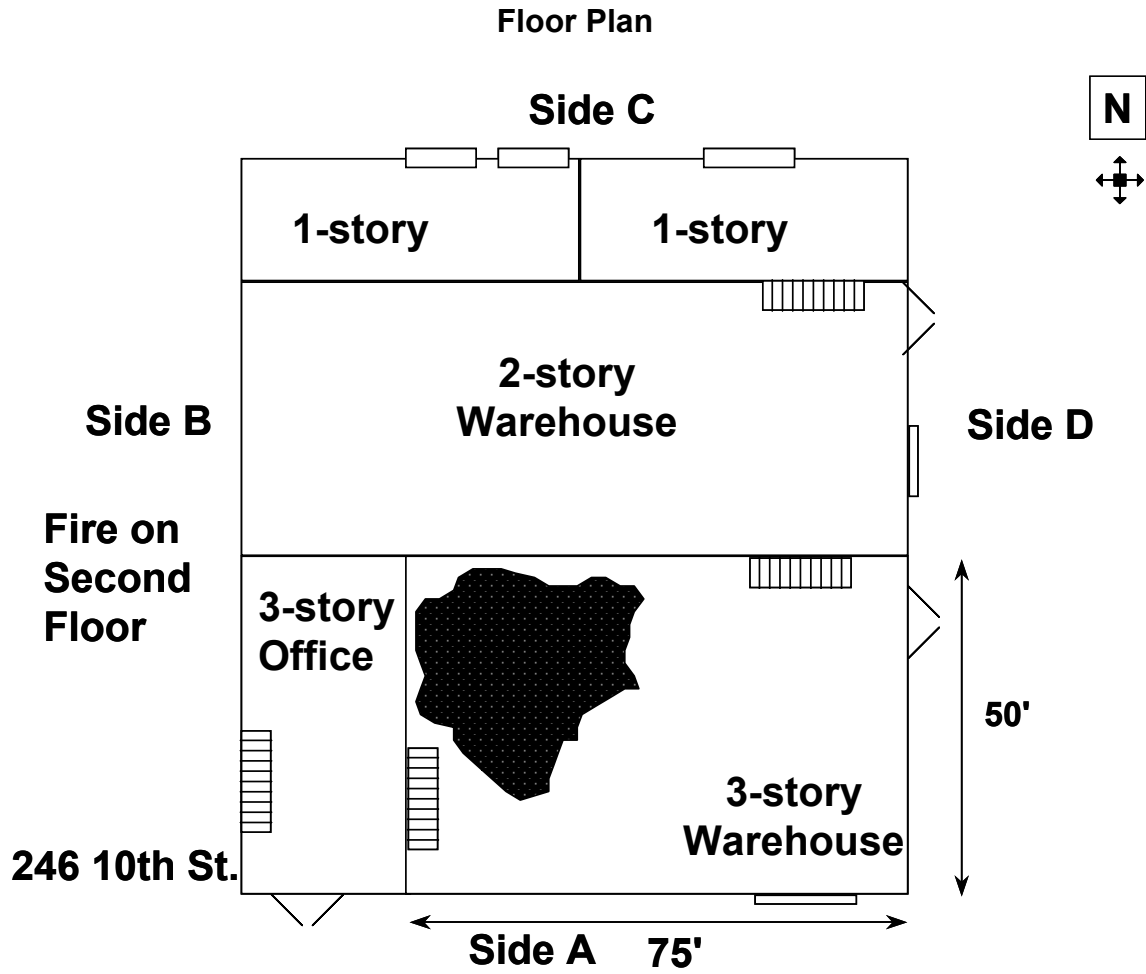 Floor Plan
Side C
N
1-story
1-story
2-story
Warehouse
Side B
Side D
Fire on
Second
Floor
3-story
Office
50'
3-story
Warehouse
246 10th St.
Side A
75'